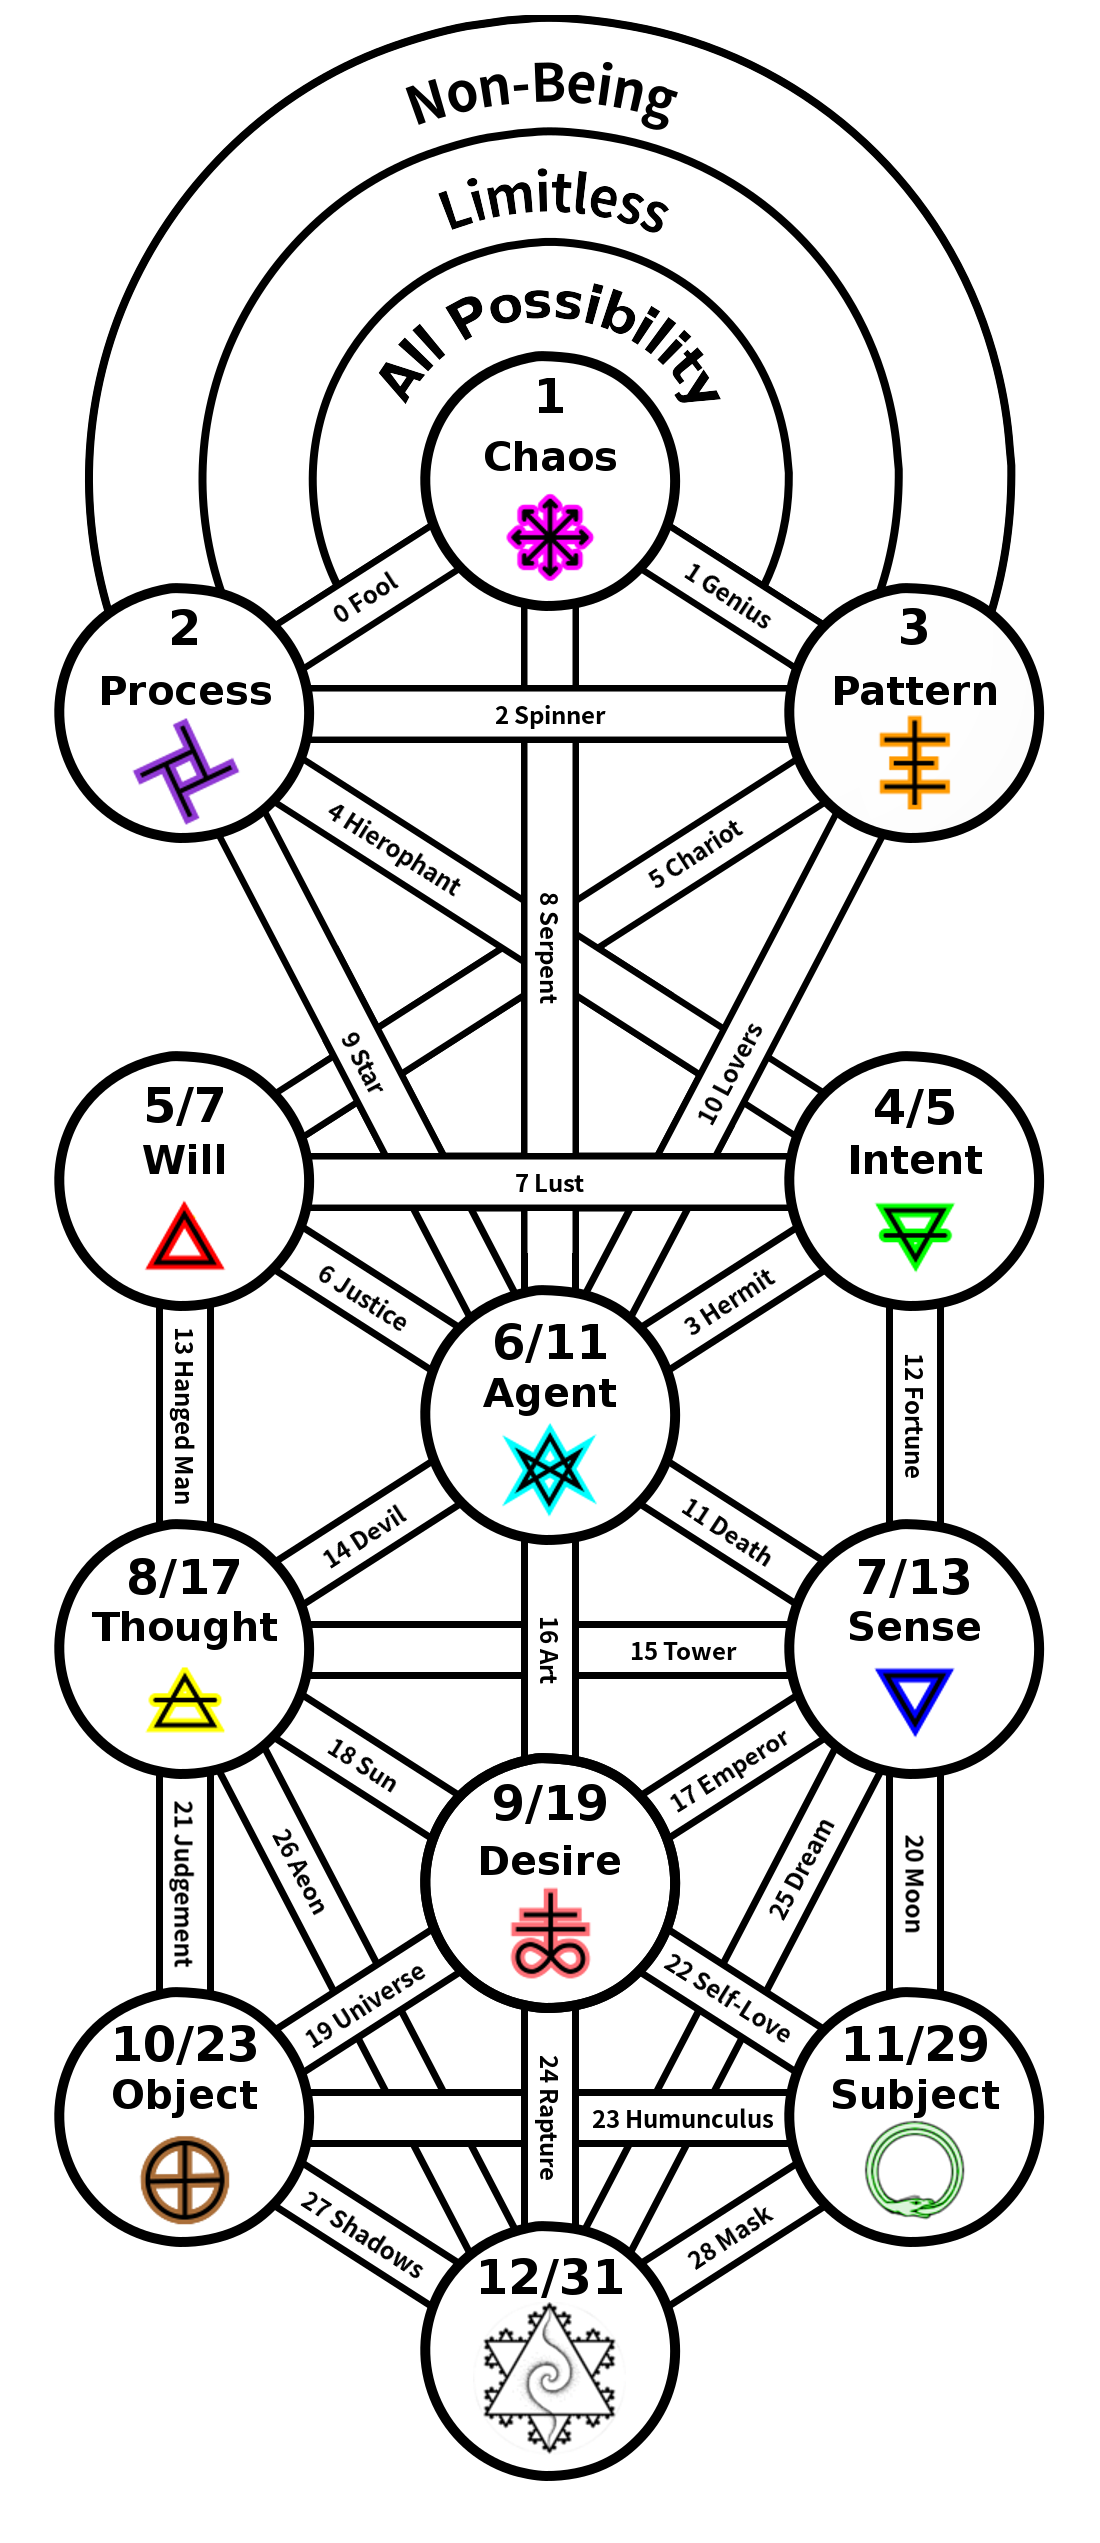 Non-Being
Limitless
All Possibility
1
Chaos
0 Fool
1 Genius
2
Process
3
Pattern
2 Spinner
4 Hierophant
5 Chariot
8 Serpent
9 Star
10 Lovers
5/7
Will
4/5
Intent
7 Lust
6 Justice
3 Hermit
6/11
Agent
13 Hanged Man
12 Fortune
14 Devil
11 Death
8/17
Thought
7/13
Sense
16 Art
15 Tower
18 Sun
17 Emperor
9/19
Desire
21 Judgement
26 Aeon
25 Dream
20 Moon
19 Universe
22 Self-Love
10/23
Object
11/29
Subject
24 Rapture
23 Humunculus
27 Shadows
28 Mask
12/31